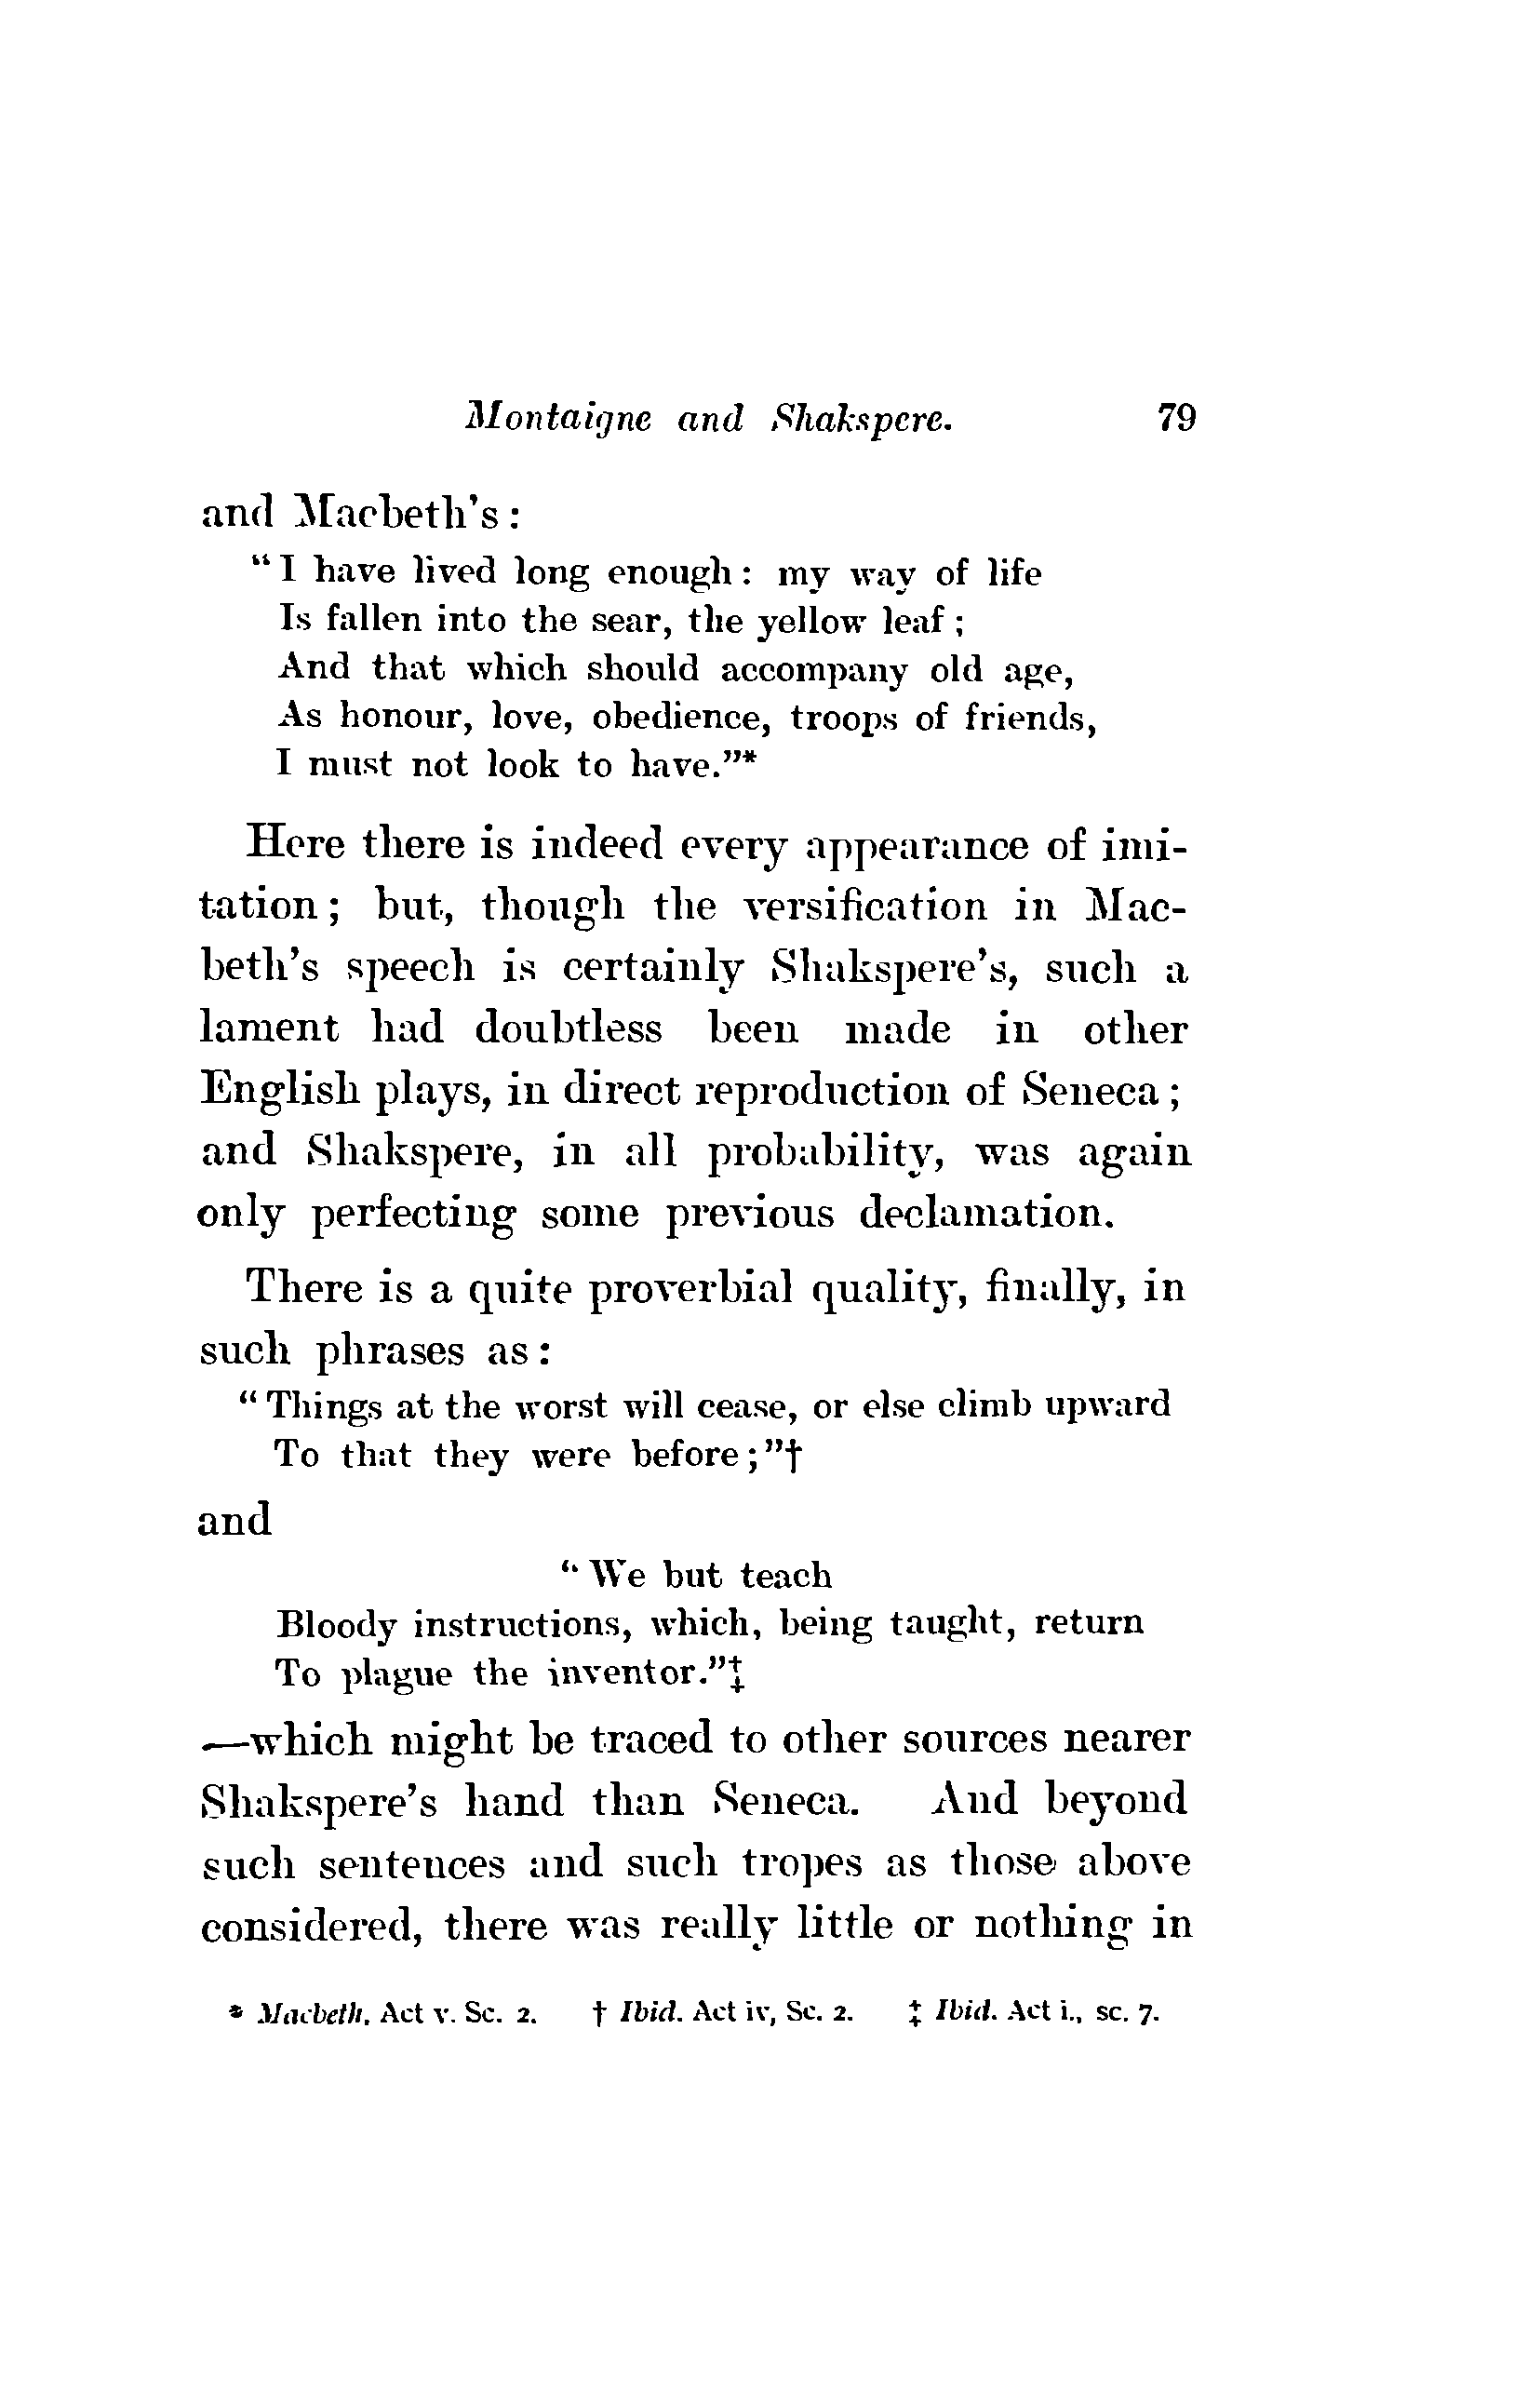 Montaigne and Shakspere. 79
and Macbeth's:
"I have lived long enough: my way of life
Is fallen into the sear, the yellow leaf;
And that which should accompany old age,
As honour, love, obedience, troops of friends,
I must not look to have."*
Here there is indeed every appearance of imi-
tation; but, though the versification in Mac-
beth's speech is certainly Shakspere's, such a
lament had doubtless been made in other
English plays, in direct reproduction of Seneca;
and Shakspere, in all probability, was again
only perfecting some previous declamation.
There is a quite proverbial quality, finally, in
such phrases as:
"Things at the worst will cease, or else climb upward
To that they were before;"†
and
"We but teach
Bloody instructions, which, being taught, return
To plague the inventor."‡
—which might be traced to other sources nearer
Shakspere's hand than Seneca. And beyond
such sentences and such tropes as those above
considered, there was really little or nothing in
* Macbeth, Act v. Sc. 2. † Ibid. Act iv, Sc. 2. ‡ Ibid. Act i., sc. 7.